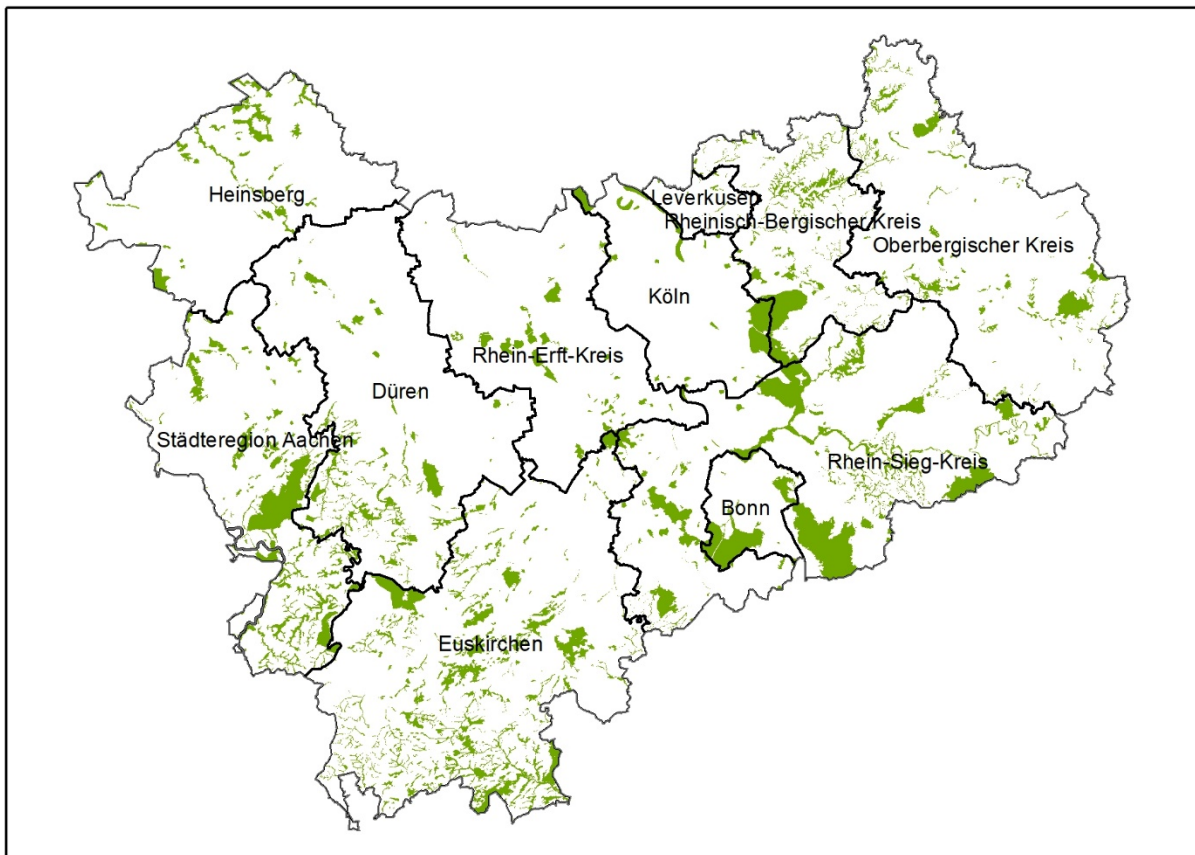 Heinsberg
Leverkusen
Rheinisch-Bergischer Kreis
Oberbergischer Kreis
Köln
Rhein-Erft-Kreis
Düren
Städteregion Aachen
Rhein-Sieg-Kreis
Bonn
Euskirchen